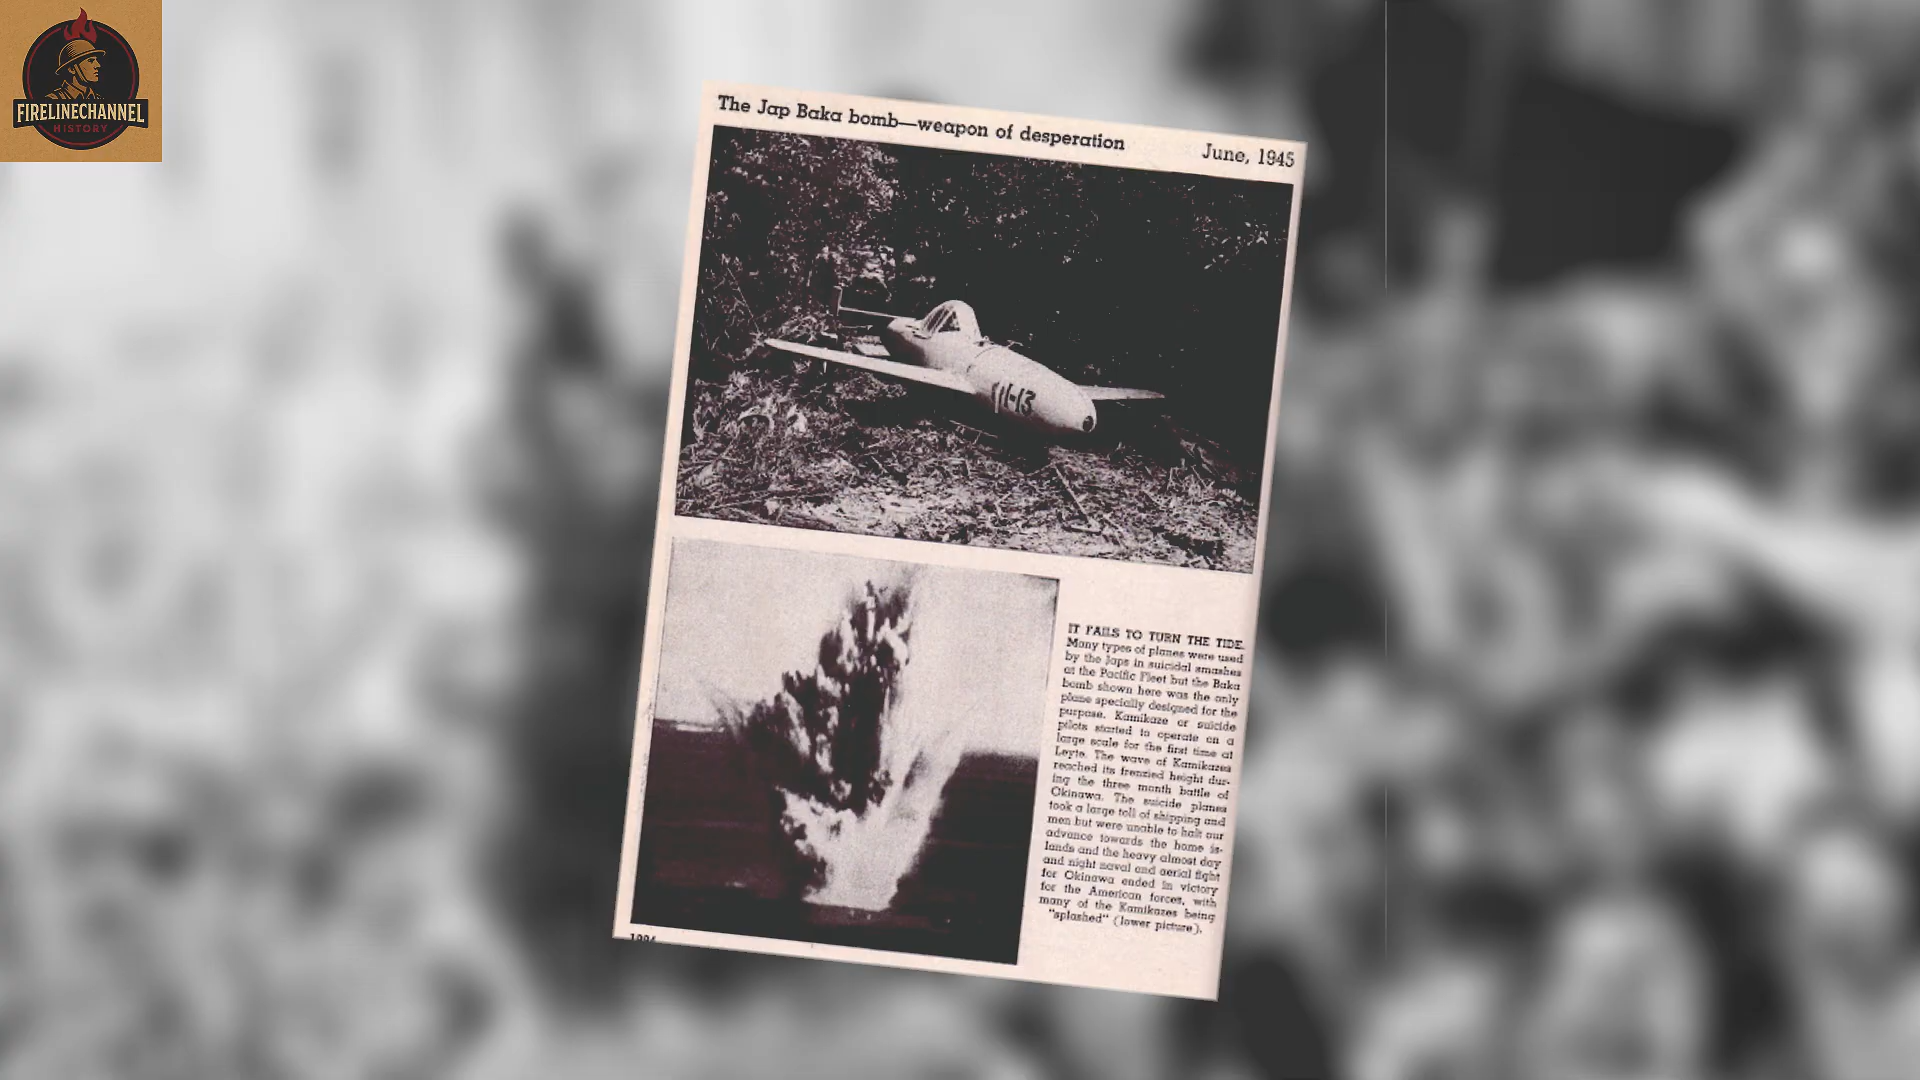 FIRELINECHANNEL
HISTORY
The Jap Baka bomb—weapon of desperation
June, 1945
11-13
IT FAILS TO TURN THE TIDE.
Many types of planes were used
by the Japs in suicidal smashes
at the Pacific Fleet but the Baka
bomb shown here was the only
plane specially designed for the
purpose. Kamikaze or suicide
pilots started to operate on a
large scale for the first time at
Leyte. The wave of Kamikazes
reached its frenzied height dur-
ing the three month battle of
Okinawa. The suicide planes
took a large toll of shipping and
men but were unable to halt our
advance towards the home is-
lands and the heavy almost day
and night naval and aerial fight
for Okinawa ended in victory
for the American forces, with
many of the Kamikazes being
"splashed" (lower picture).